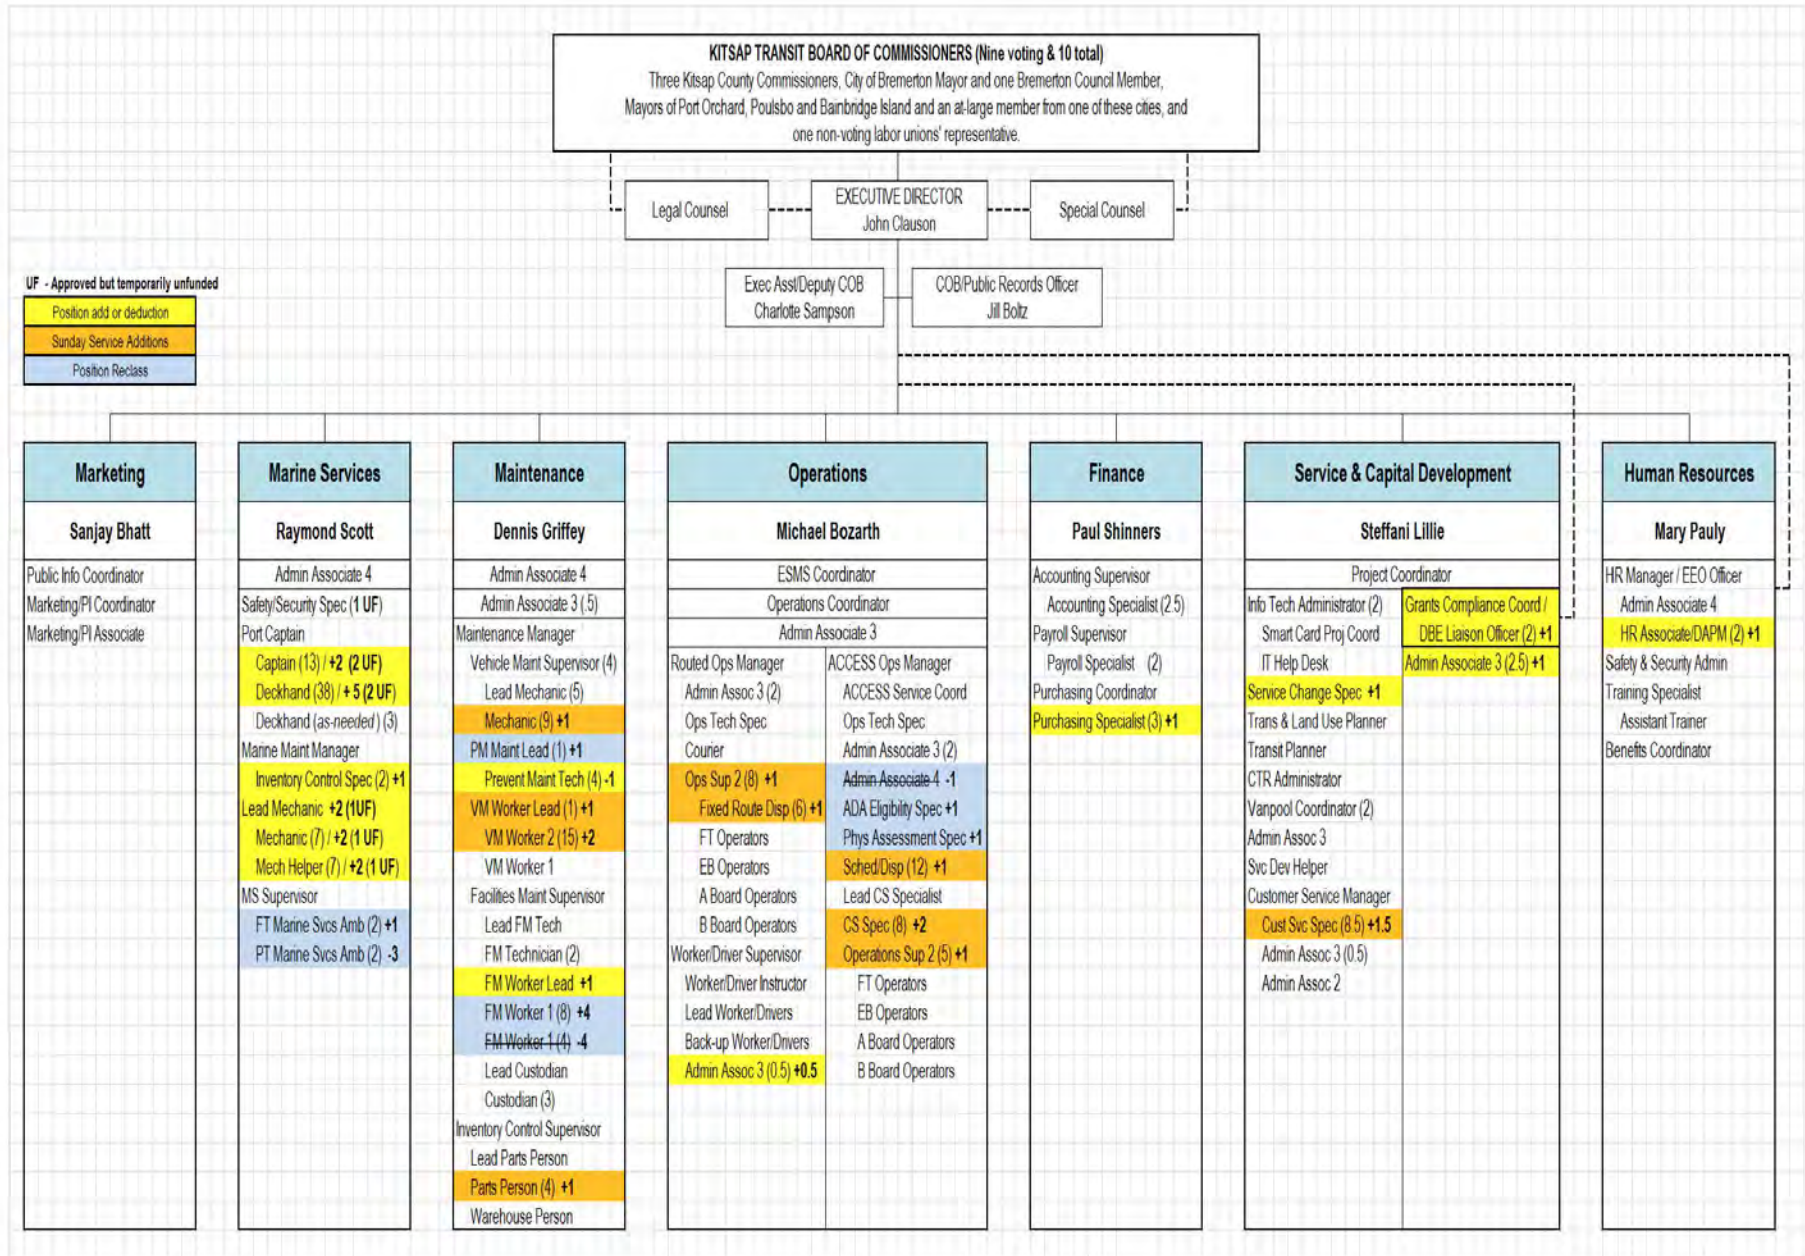 KITSAP TRANSIT BOARD OF COMMISSIONERS (Nine voting & 10 total)
Three Kitsap County Commissioners, City of Bremerton Mayor and one Bremerton Council Member,
Mayors of Port Orchard, Poulsbo and Bainbridge Island and an at-large member from one of these cities, and
one non-voting labor unions' representative.
Legal Counsel
EXECUTIVE DIRECTOR
John Clauson
Special Counsel
Exec Asst/Deputy COB
Charlotte Sampson
COB/Public Records Officer
Jill Boltz
UF - Approved but temporarily unfunded
Position add or deduction
Sunday Service Additions
Position Reclass
Marketing
Sanjay Bhatt
Public Info Coordinator
Marketing/PI Coordinator
Marketing/PI Associate
Marine Services
Raymond Scott
Admin Associate 4
Safety/Security Spec (1 UF)
Port Captain
Captain (13) / +2 (2 UF)
Deckhand (38) / + 5 (2 UF)
Deckhand (as-needed) (3)
Marine Maint Manager
Inventory Control Spec (2) +1
Lead Mechanic +2 (1UF)
Mechanic (7) / +2 (1 UF)
Mech Helper (7) / +2 (1 UF)
MS Supervisor
FT Marine Svcs Amb (2) +1
PT Marine Svcs Amb (2) -3
Maintenance
Dennis Griffey
Admin Associate 4
Admin Associate 3 (.5)
Maintenance Manager
Vehicle Maint Supervisor (4)
Lead Mechanic (5)
Mechanic (9) +1
PM Maint Lead (1) +1
Prevent Maint Tech (4) -1
VM Worker Lead (1) +1
VM Worker 2 (15) +2
VM Worker 1
Facilities Maint Supervisor
Lead FM Tech
FM Technician (2)
FM Worker Lead +1
FM Worker 1 (8) +4
FM Worker 1 (4) -4
Lead Custodian
Custodian (3)
Inventory Control Supervisor
Lead Parts Person
Parts Person (4) +1
Warehouse Person
Operations
Michael Bozarth
ESMS Coordinator
Operations Coordinator
Admin Associate 3
Routed Ops Manager
Admin Assoc 3 (2)
Ops Tech Spec
Courier
Ops Sup 2 (8) +1
Fixed Route Disp (6) +1
FT Operators
EB Operators
A Board Operators
B Board Operators
Worker/Driver Supervisor
Worker/Driver Instructor
Lead Worker/Drivers
Back-up Worker/Drivers
Admin Assoc 3 (0.5) +0.5
ACCESS Ops Manager
ACCESS Service Coord
Ops Tech Spec
Admin Associate 3 (2)
Admin Associate 4 -1
ADA Eligibility Spec +1
Phys Assessment Spec +1
Sched/Disp (12) +1
Lead CS Specialist
CS Spec (8) +2
Operations Sup 2 (5) +1
FT Operators
EB Operators
A Board Operators
B Board Operators
Finance
Paul Shinners
Accounting Supervisor
Accounting Specialist (2.5)
Payroll Supervisor
Payroll Specialist (2)
Purchasing Coordinator
Purchasing Specialist (3) +1
Service & Capital Development
Steffani Lillie
Project Coordinator
Info Tech Administrator (2)
Smart Card Proj Coord
IT Help Desk
Service Change Spec +1
Trans & Land Use Planner
Transit Planner
CTR Administrator
Vanpool Coordinator (2)
Admin Assoc 3
Svc Dev Helper
Customer Service Manager
Cust Svc Spec (8.5) +1.5
Admin Assoc 3 (0.5)
Admin Assoc 2
Grants Compliance Coord /
DBE Liaison Officer (2) +1
Admin Associate 3 (2.5) +1
Human Resources
Mary Pauly
HR Manager / EEO Officer
Admin Associate 4
HR Associate/DAPM (2) +1
Safety & Security Admin
Training Specialist
Assistant Trainer
Benefits Coordinator